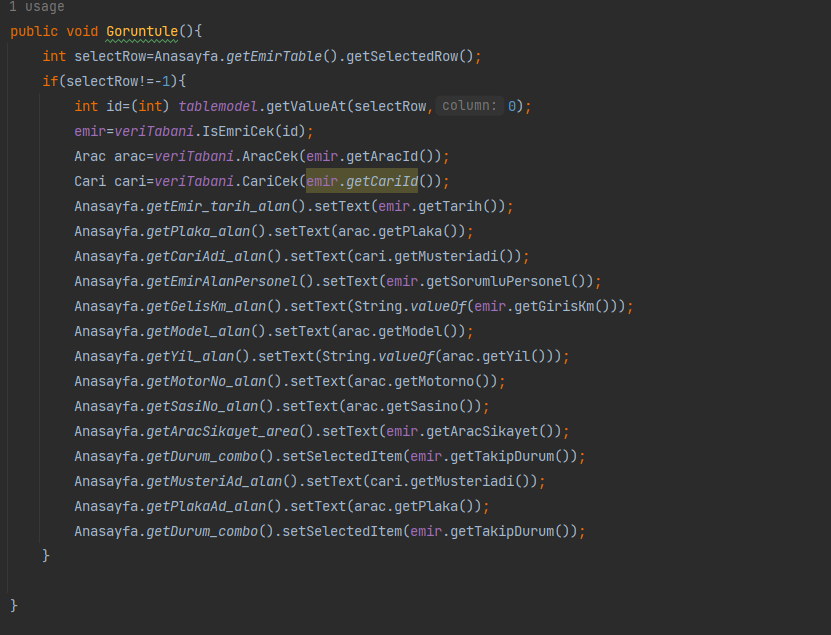 1 usage
public void Goruntule(){
int selectRow=Anasayfa.getEmirTable().getSelectedRow();
if(selectRow!=-1){
int id=(int) tablemodel.getValueAt(selectRow, column: 0);
emir=veriTabani.IsEmriCek(id);
Arac arac=veriTabani.AracCek(emir.getAracId());
Cari cari=veriTabani.CariCek(emir.getCariId());
Anasayfa.getEmir_tarih_alan().setText(emir.getTarih());
Anasayfa.getPlaka_alan().setText(arac.getPlaka());
Anasayfa.getCariAdi_alan().setText(cari.getMusteriadi());
Anasayfa.getEmirAlanPersonel().setText(emir.getSorumluPersonel());
Anasayfa.getGelisKm_alan().setText(String.valueOf(emir.getGirisKm()));
Anasayfa.getModel_alan().setText(arac.getModel());
Anasayfa.getYil_alan().setText(String.valueOf(arac.getYil()));
Anasayfa.getMotorNo_alan().setText(arac.getMotorno());
Anasayfa.getSasiNo_alan().setText(arac.getSasino());
Anasayfa.getAracSikayet_area().setText(emir.getAracSikayet());
Anasayfa.getDurum_combo().setSelectedItem(emir.getTakipDurum());
Anasayfa.getMusteriAd_alan().setText(cari.getMusteriadi());
Anasayfa.getPlakaAd_alan().setText(arac.getPlaka());
Anasayfa.getDurum_combo().setSelectedItem(emir.getTakipDurum());
}
}